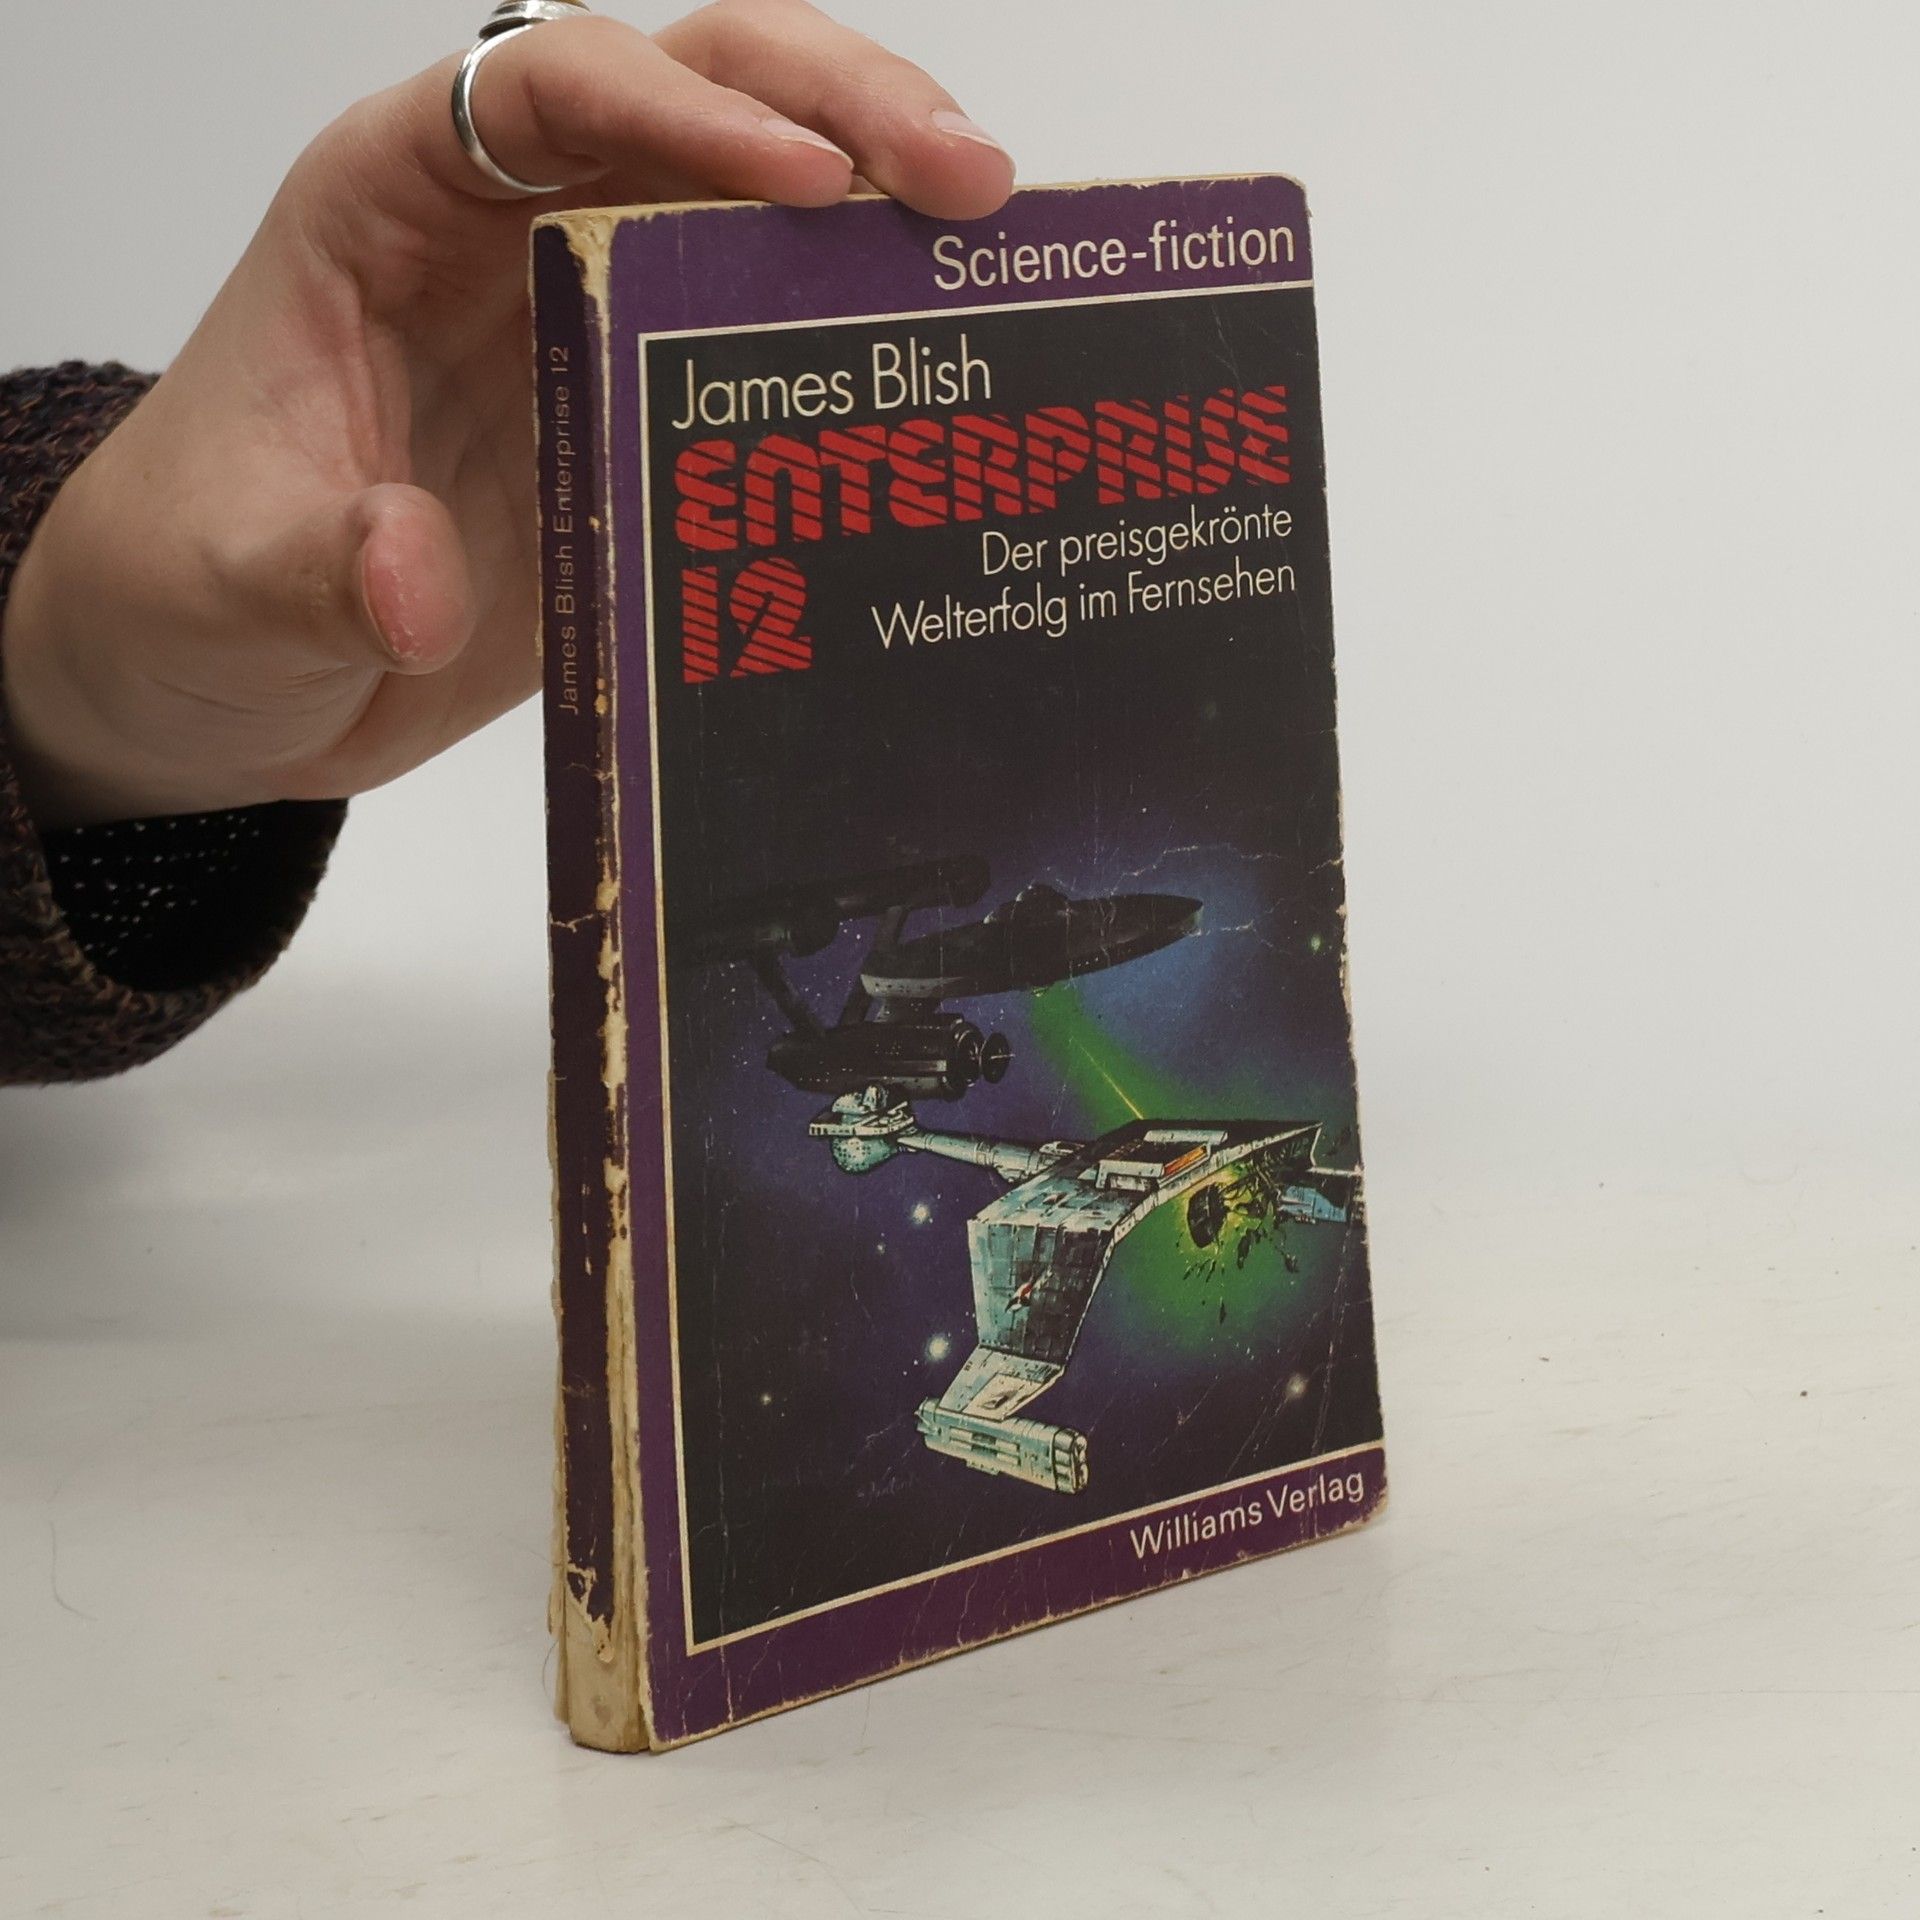 Science-fiction
James Blish
ENTERPRISE
12
Der preisgekrönte
Welterfolg im Fernsehen
Williams Verlag
James Blish Enterprise 12